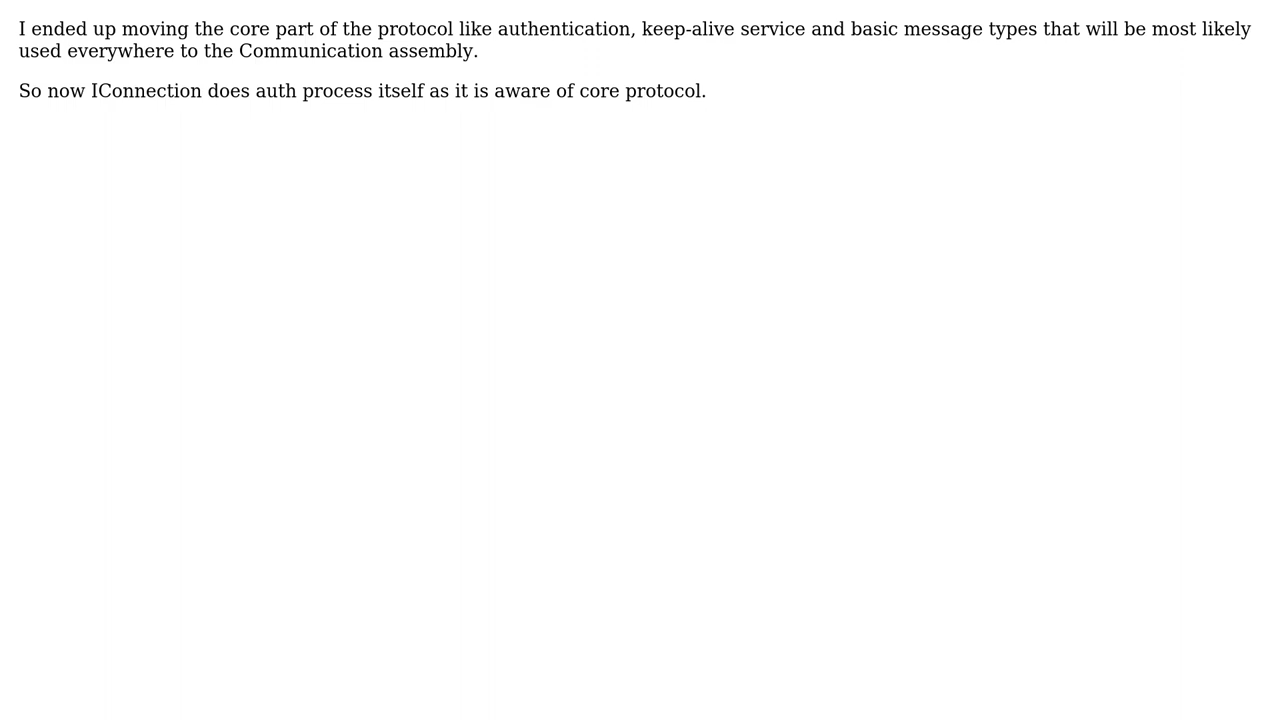 I ended up moving the core part of the protocol like authentication, keep-alive service and basic message types that will be most likely
used everywhere to the Communication assembly.
So now IConnection does auth process itself as it is aware of core protocol.